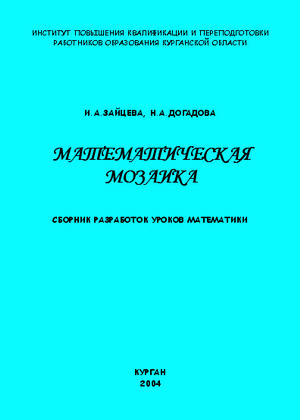 ИНСТИТУТ ПОВЫШЕНИЯ КВАЛИФИКАЦИИ И ПЕРЕПОДГОТОВКИ
РАБОТНИКОВ ОБРАЗОВАНИЯ КУРГАНСКОЙ ОБЛАСТИ
И.А.ЗАЙЦЕВА, Н.А.ДОГАДОВА
МАТЕМАТИЧЕСКАЯ
МОЗАИКА
СБОРНИК РАЗРАБОТОК УРОКОВ МАТЕМАТИКИ
КУРГАН
2004